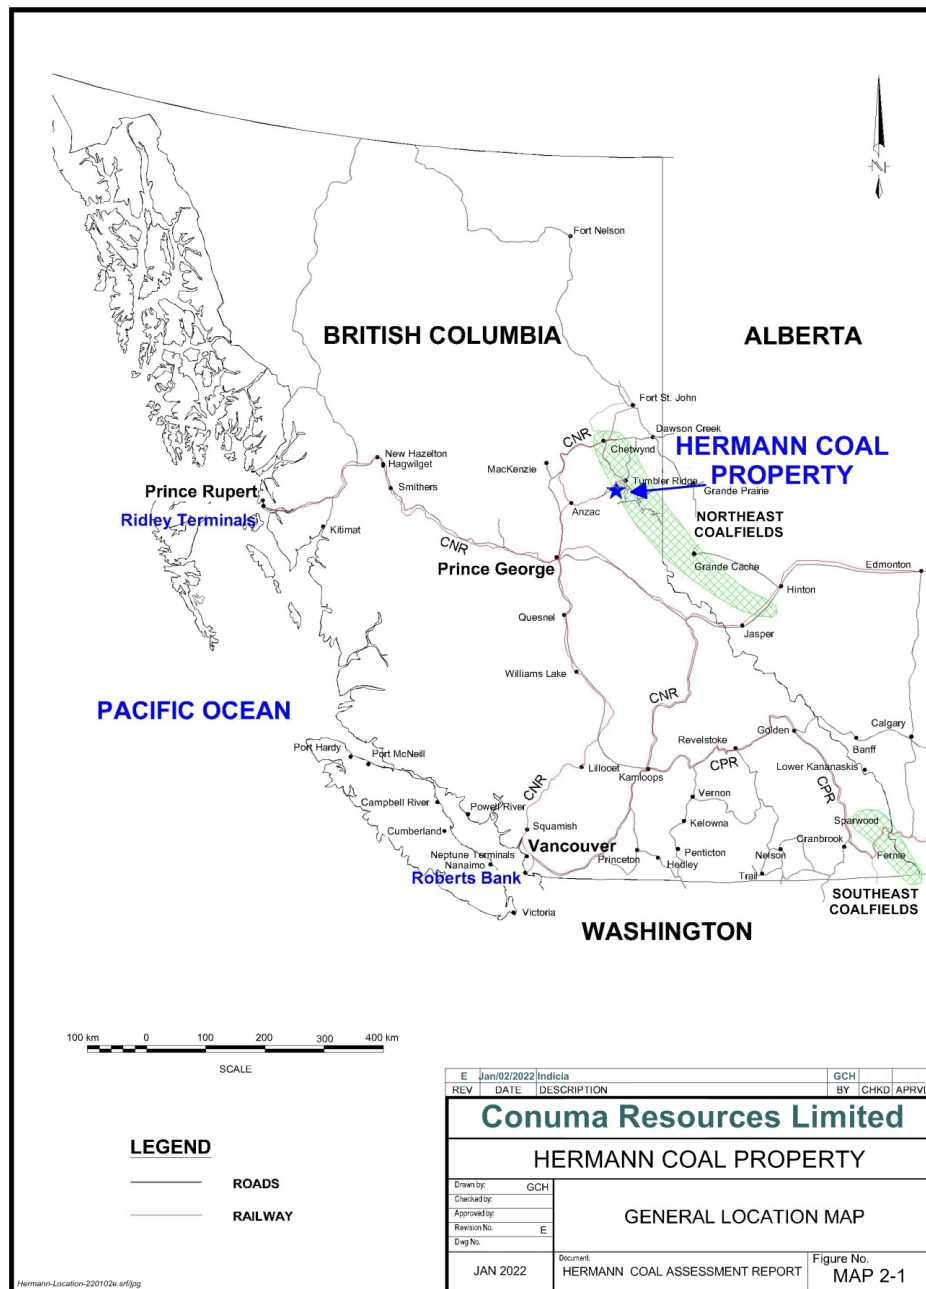 N
Fort Nelson
BRITISH COLUMBIA
ALBERTA
Fort St. John
Dawson Creek
CNR
Chetwynd
HERMANN COAL
PROPERTY
New Hazelton
Hagwilget
MacKenzie
Smithers
Tumbler Ridge
Grande Prairie
Prince Rupert
Ridley Terminals
Kitimat
Anzac
NORTHEAST
COALFIELDS
CNR
Prince George
Grande Cache
Edmonton
Hinton
Quesnel
Jasper
Williams Lake
PACIFIC OCEAN
CNR
Calgary
Golden
Revelstoke
Banff
Port Hardy
Port McNeill
Lillooet
Kamloops
CPR
Lower Kananaskis
CNR
CPR
Vernon
Campbell River
Powell River
Sparwood
Squamish
Kelowna
Cumberland
Vancouver
Cranbrook
Neptune Terminals
Nanaimo
Princeton
Penticton
Nelson
Fernie
Hedley
Roberts Bank
Trail
SOUTHEAST
COALFIELDS
Victoria
WASHINGTON
100 km 0 100 200 300 400 km
SCALE
E Jan/02/2022 Indicia GCH
REV DATE DESCRIPTION BY CHKD APRVD
Conuma Resources Limited
HERMANN COAL PROPERTY
LEGEND
ROADS
RAILWAY
Drawn by: GCH
Checked by:
Approved by:
Revision No. E
Dwg No.
GENERAL LOCATION MAP
JAN 2022
Document:
HERMANN COAL ASSESSMENT REPORT
Figure No.
MAP 2-1
Hermann-Location-220102e.srf/jpg